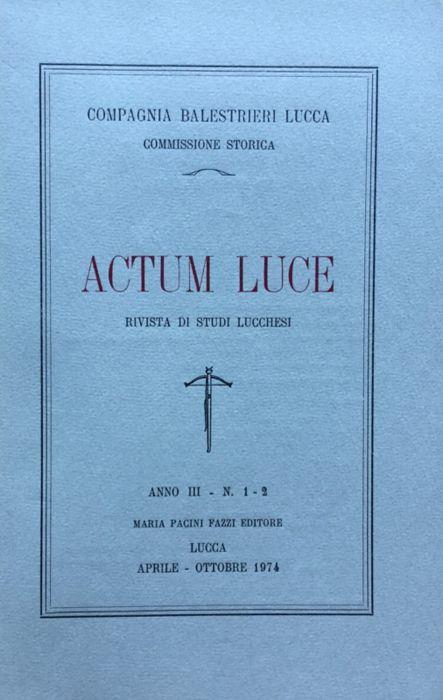 COMPAGNIA BALESTRIERI LUCCA
COMMISSIONE STORICA
ACTUM LUCE
RIVISTA DI STUDI LUCCHESI
ANNO III - N. 1-2
MARIA PACINI FAZZI EDITORE
LUCCA
APRILE - OTTOBRE 1974